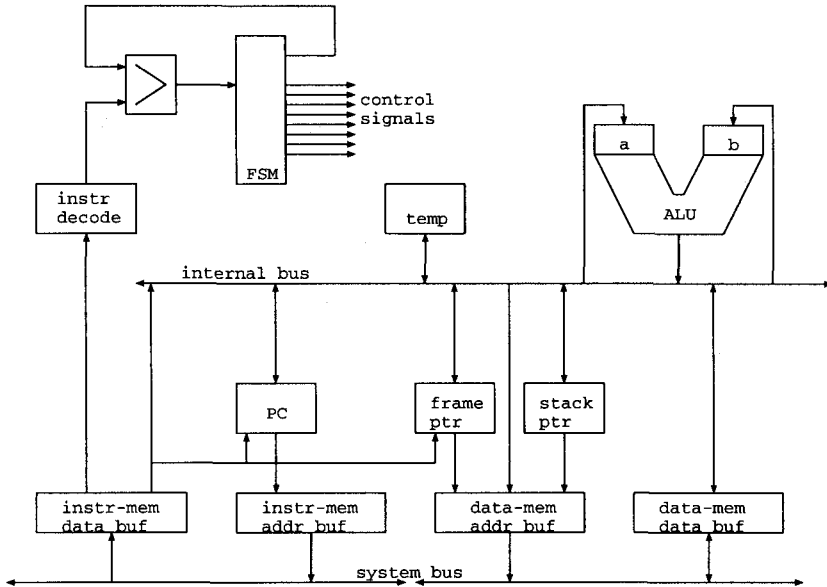 control
signals
FSM
a
b
instr
decode
temp
ALU
internal bus
PC
frame
ptr
stack
ptr
instr-mem
data buf
instr-mem
addr buf
data-mem
addr buf
data-mem
data buf
system bus